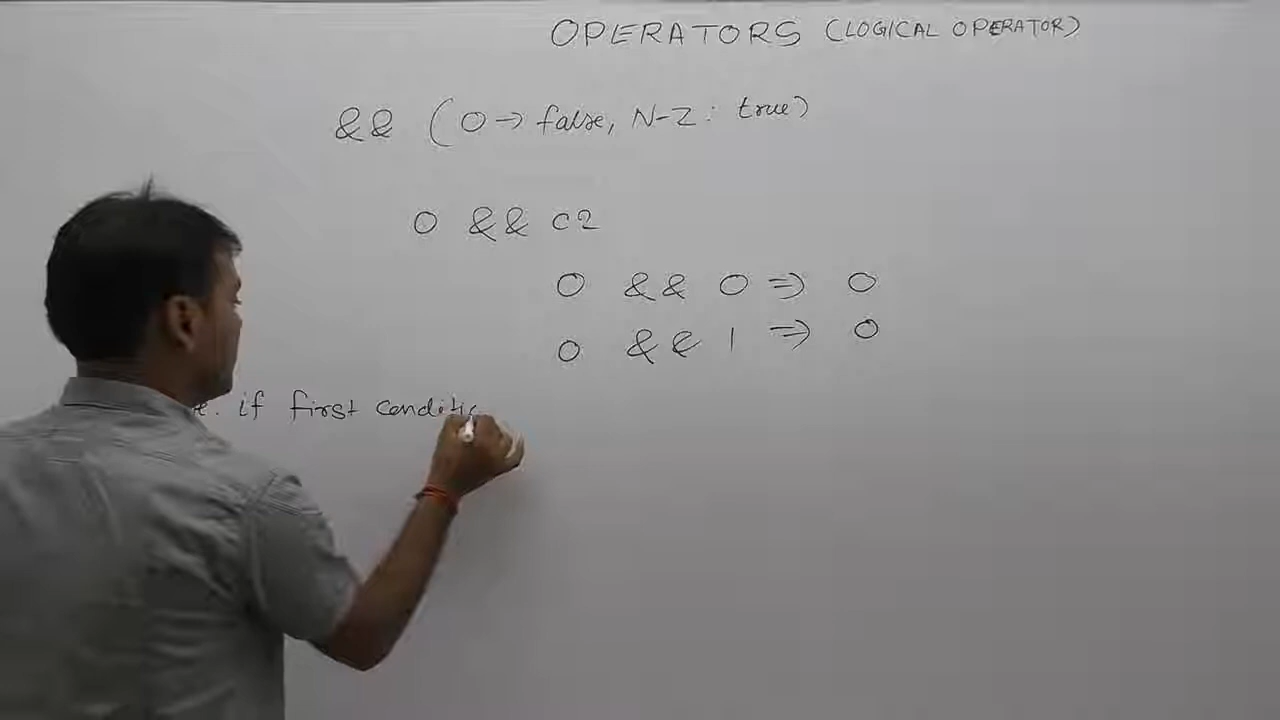 OPERATORS (LOGICAL OPERATOR)
&& (0 → false, N-Z : true)
0 && c2
0 && 0 ⇒ 0
0 && 1 ⇒ 0
if first conditi